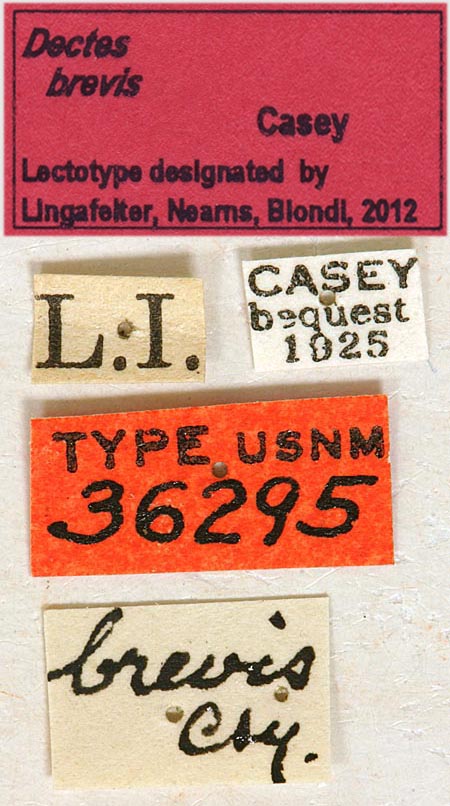 Dectes
brevis
Casey
Lectotype designated by
Lingafelter, Nearns, Biondi, 2012
L.I.
CASEY
bequest
1925
TYPE USNM
36295
brevis
Csy.